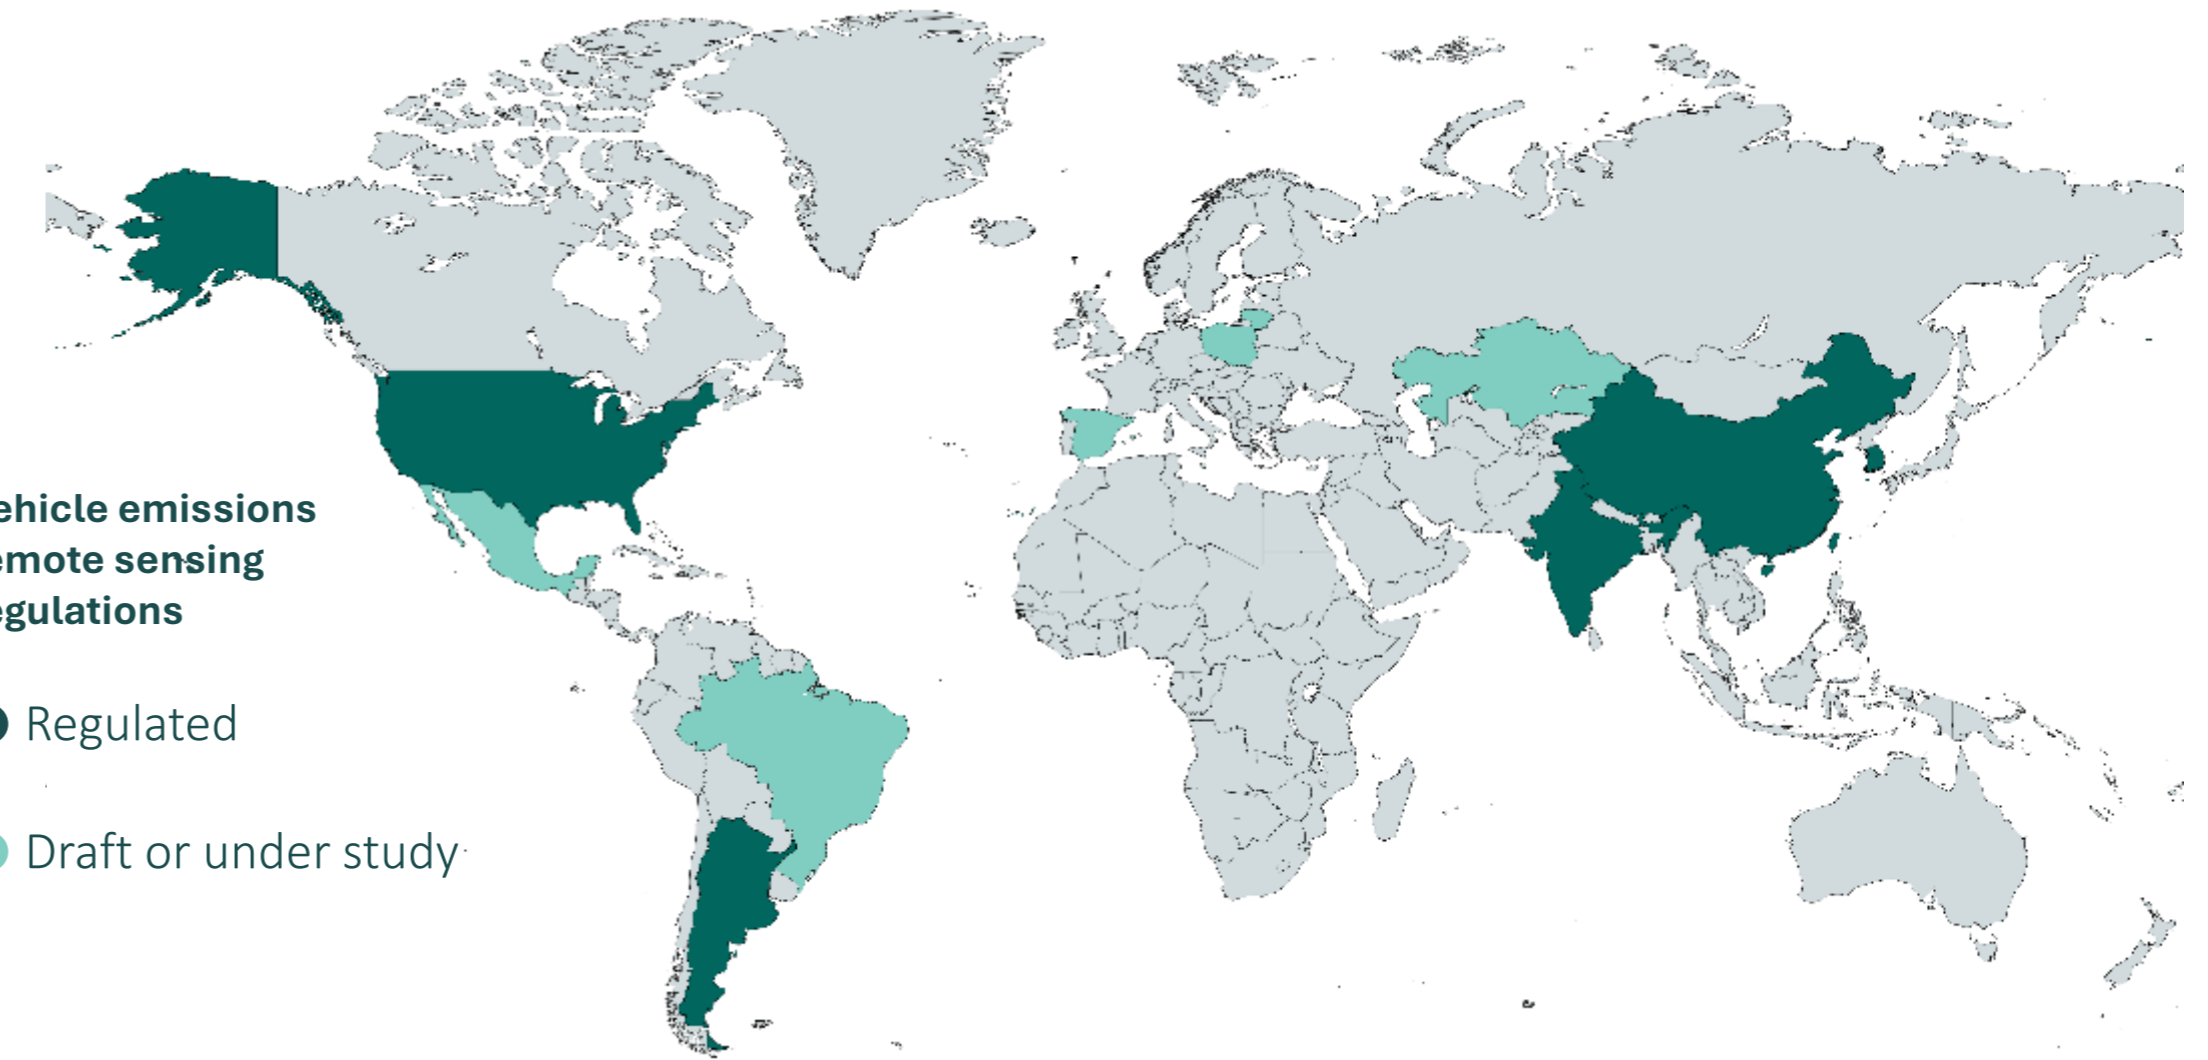 ehicle emissions
emote sensing
egulations
Regulated
Draft or under study